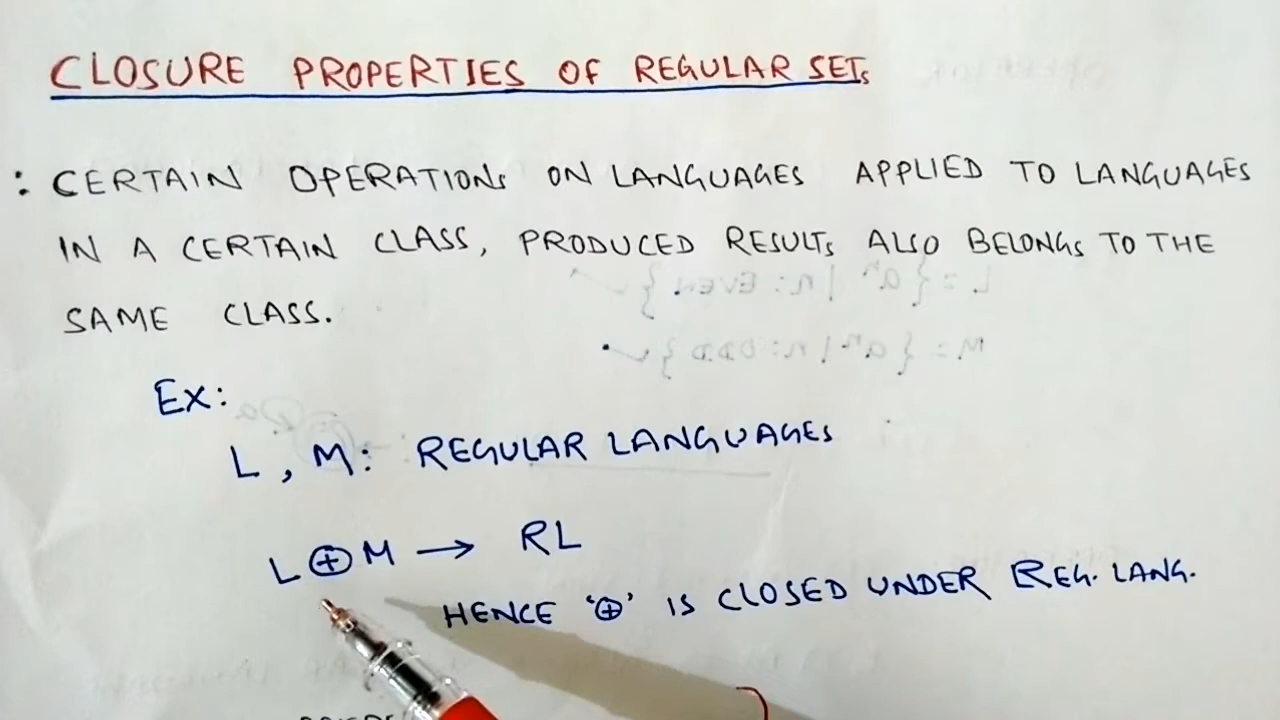 CLOSURE PROPERTIES OF REGULAR SETs
: CERTAIN OPERATIONs ON LANGUAGES APPLIED TO LANGUAGES
IN A CERTAIN CLASS, PRODUCED RESULTs ALSO BELONGs TO THE
SAME CLASS.
EX:
L , M: REGULAR LANGUAGES
L ⊕ M → RL
HENCE '⊕' IS CLOSED UNDER REG. LANG.